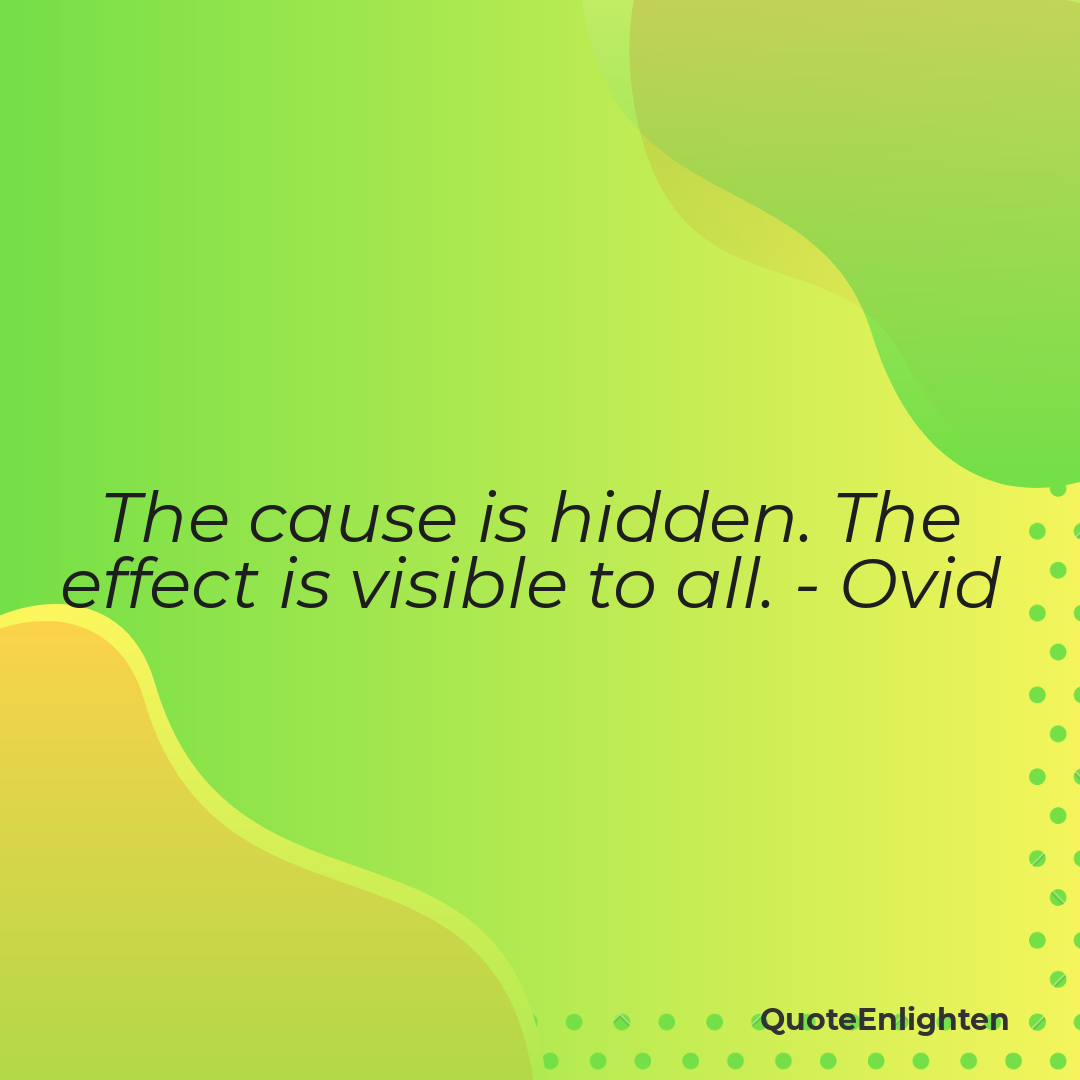 The cause is hidden. The
effect is visible to all. - Ovid
QuoteEnlighten